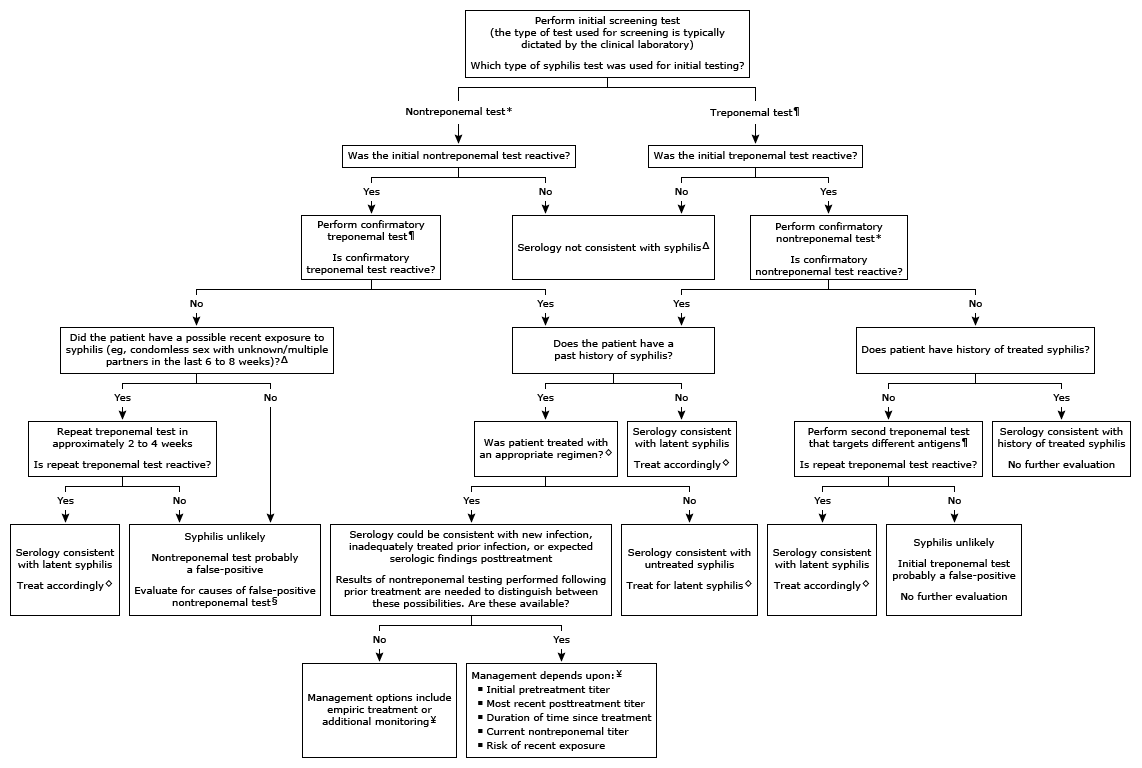 Perform initial screening test
(the type of test used for screening is typically
dictated by the clinical laboratory)
Which type of syphilis test was used for initial testing?
Nontreponemal test*
Treponemal test¶
Was the initial nontreponemal test reactive?
Was the initial treponemal test reactive?
Yes
No
No
Yes
Perform confirmatory
treponemal test¶
Is confirmatory
treponemal test reactive?
Serology not consistent with syphilisΔ
Perform confirmatory
nontreponemal test*
Is confirmatory
nontreponemal test reactive?
No
Yes
Yes
No
Did the patient have a possible recent exposure to
syphilis (eg, condomless sex with unknown/multiple
partners in the last 6 to 8 weeks)?Δ
Does the patient have a
past history of syphilis?
Does patient have history of treated syphilis?
Yes
No
Yes
No
No
Yes
Repeat treponemal test in
approximately 2 to 4 weeks
Is repeat treponemal test reactive?
Was patient treated with
an appropriate regimen?◊
Serology consistent
with latent syphilis
Treat accordingly◊
Perform second treponemal test
that targets different antigens¶
Is repeat treponemal test reactive?
Serology consistent with
history of treated syphilis
No further evaluation
Yes
No
Yes
No
Yes
No
Serology consistent
with latent syphilis
Treat accordingly◊
Syphilis unlikely
Nontreponemal test probably
a false-positive
Evaluate for causes of false-positive
nontreponemal test§
Serology could be consistent with new infection,
inadequately treated prior infection, or expected
serologic findings posttreatment
Results of nontreponemal testing performed following
prior treatment are needed to distinguish between
these possibilities. Are these available?
Serology consistent with
untreated syphilis
Treat for latent syphilis◊
Serology consistent
with latent syphilis
Treat accordingly◊
Syphilis unlikely
Initial treponemal test
probably a false-positive
No further evaluation
No
Yes
Management options include
empiric treatment or
additional monitoring¥
Management depends upon:¥
▪ Initial pretreatment titer
▪ Most recent posttreatment titer
▪ Duration of time since treatment
▪ Current nontreponemal titer
▪ Risk of recent exposure